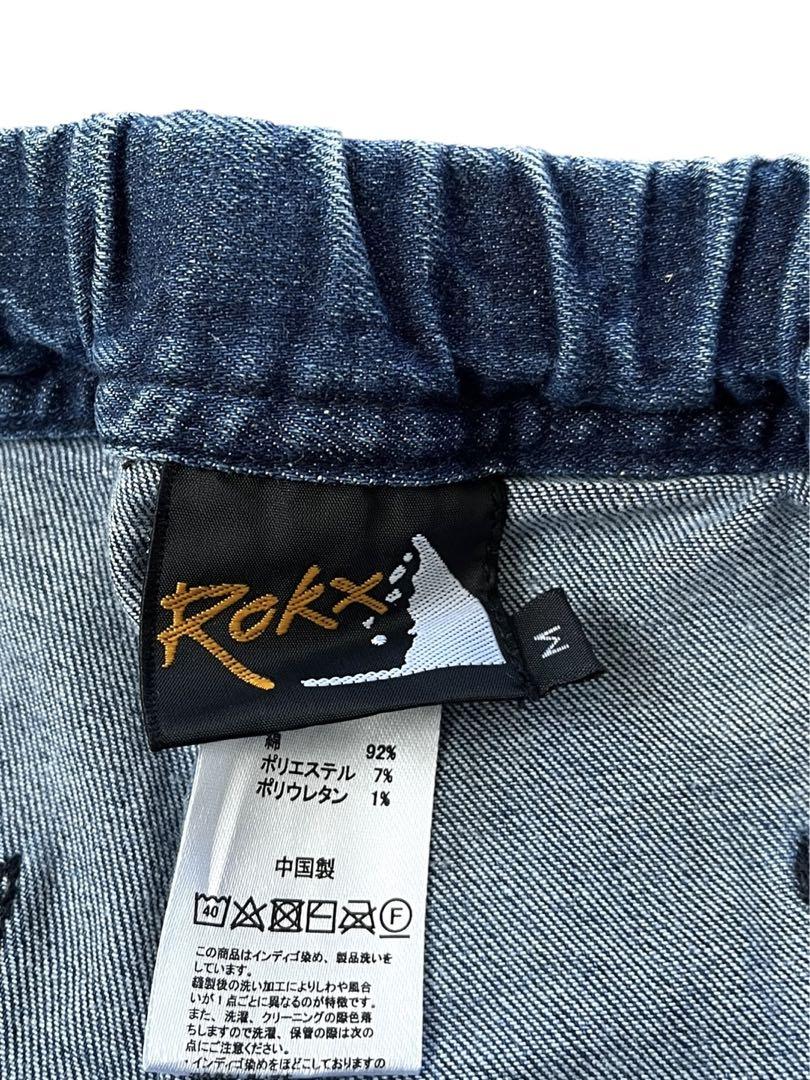 Rokx
M
綿 92%
ポリエステル 7%
ポリウレタン 1%
中国製
40 F
この商品はインディゴ染め、製品洗いを
しています。
縫製後の洗い加工によりしわや風合
いが1点ごとに異なるのが特徴です。
また、洗濯、クリーニングの際色落
ちしますので洗濯、保管の際は次の
点にご注意ください。
・インディゴ染めをほどこしておりますの